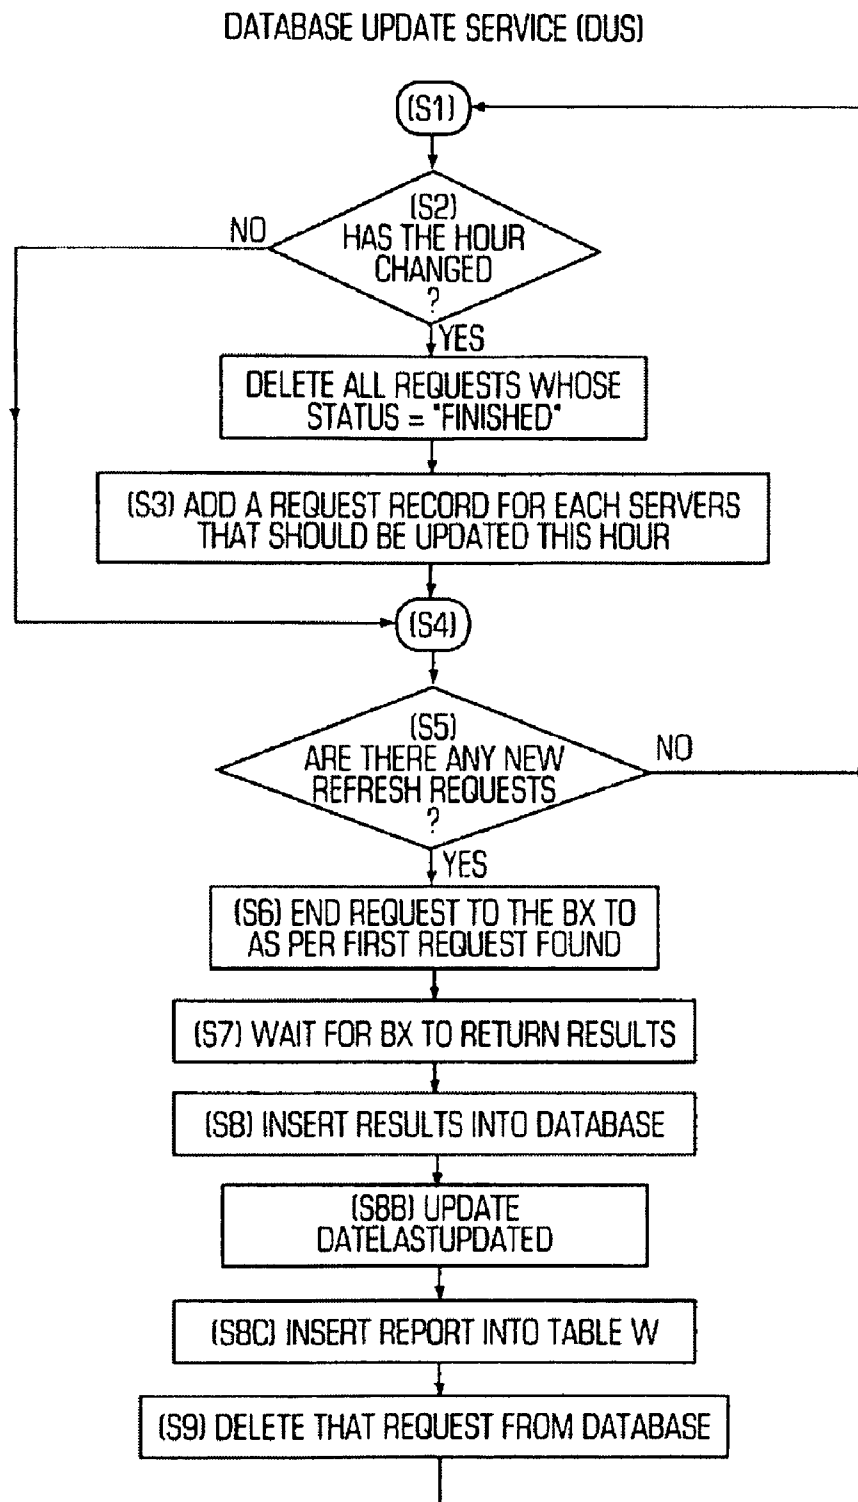 DATABASE UPDATE SERVICE (DUS)
(S1)
(S2)
HAS THE HOUR
CHANGED
?
NO
YES
DELETE ALL REQUESTS WHOSE
STATUS = "FINISHED"
(S3) ADD A REQUEST RECORD FOR EACH SERVERS
THAT SHOULD BE UPDATED THIS HOUR
(S4)
(S5)
ARE THERE ANY NEW
REFRESH REQUESTS
?
NO
YES
(S6) END REQUEST TO THE BX TO
AS PER FIRST REQUEST FOUND
(S7) WAIT FOR BX TO RETURN RESULTS
(S8) INSERT RESULTS INTO DATABASE
(S8B) UPDATE
DATELASTUPDATED
(S8C) INSERT REPORT INTO TABLE W
(S9) DELETE THAT REQUEST FROM DATABASE